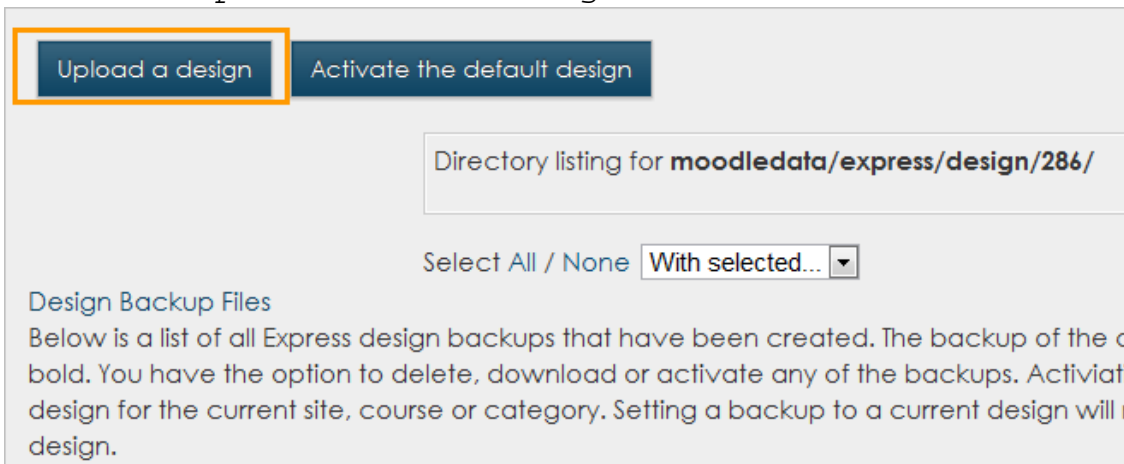 Upload a design Activate the default design
Directory listing for moodledata/express/design/286/
Select All / None With selected...
Design Backup Files
Below is a list of all Express design backups that have been created. The backup of the
bold. You have the option to delete, download or activate any of the backups. Activiat
design for the current site, course or category. Setting a backup to a current design will
design.